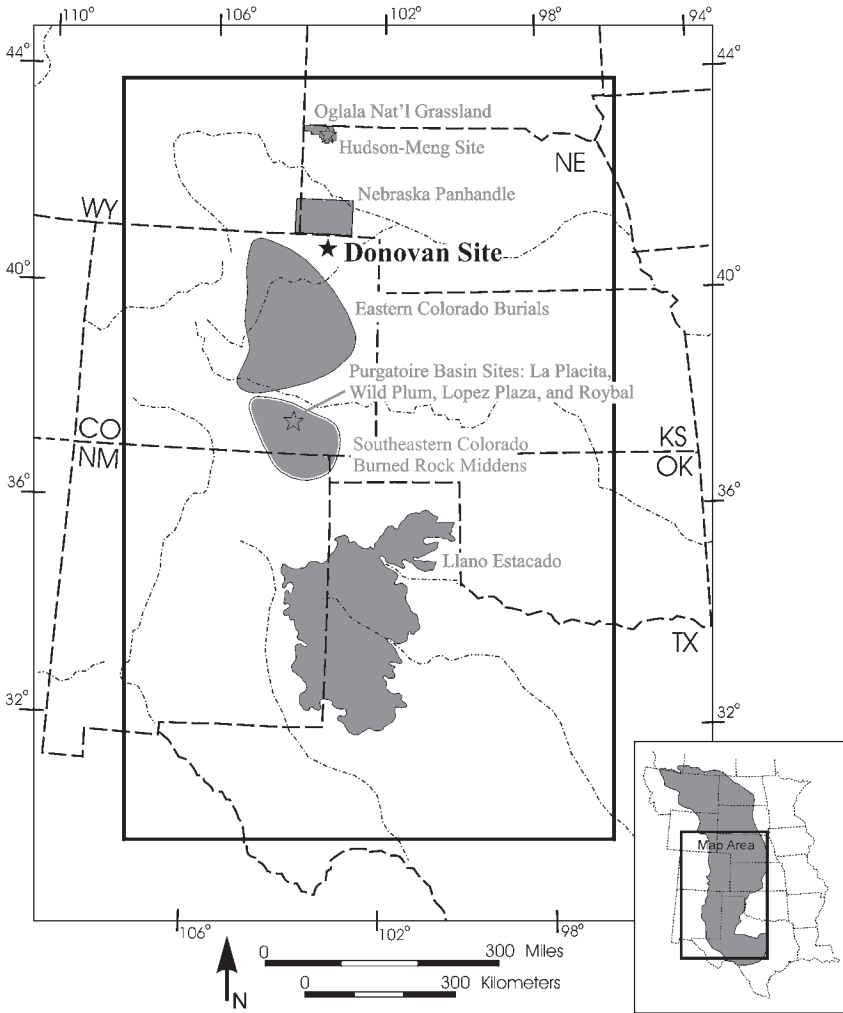 110°
106°
102°
98°
94°
44°
44°
Oglala Nat'l Grassland
Hudson-Meng Site
NE
Nebraska Panhandle
WY
Donovan Site
40°
40°
Eastern Colorado Burials
Purgatoire Basin Sites: La Placita,
Wild Plum, Lopez Plaza, and Roybal
CO
NM
Southeastern Colorado
Burned Rock Middens
KS
OK
36°
36°
Llano Estacado
TX
32°
32°
Map Area
106°
102°
98°
0 300 Miles
0 300 Kilometers
N